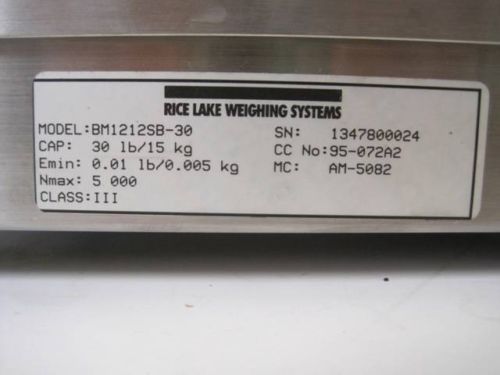 RICE LAKE WEIGHING SYSTEMS
MODEL:BM1212SB-30 SN: 1347800024
CAP: 30 lb/15 kg CC No:95-072A2
Emin: 0.01 lb/0.005 kg MC: AM-5082
Nmax: 5 000
CLASS:III